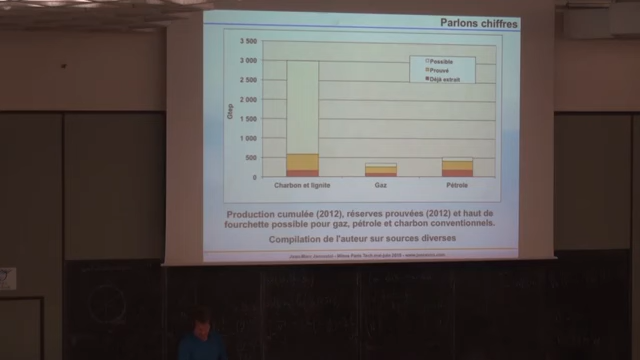 Parlons chiffres
3 500
3 000
2 500
2 000
1 500
1 000
500
0
Gtep
Possible
Prouvé
Déjà extrait
Charbon et lignite
Gaz
Pétrole
Production cumulée (2012), réserves prouvées (2012) et haut de
fourchette possible pour gaz, pétrole et charbon conventionnels.
Compilation de l'auteur sur sources diverses